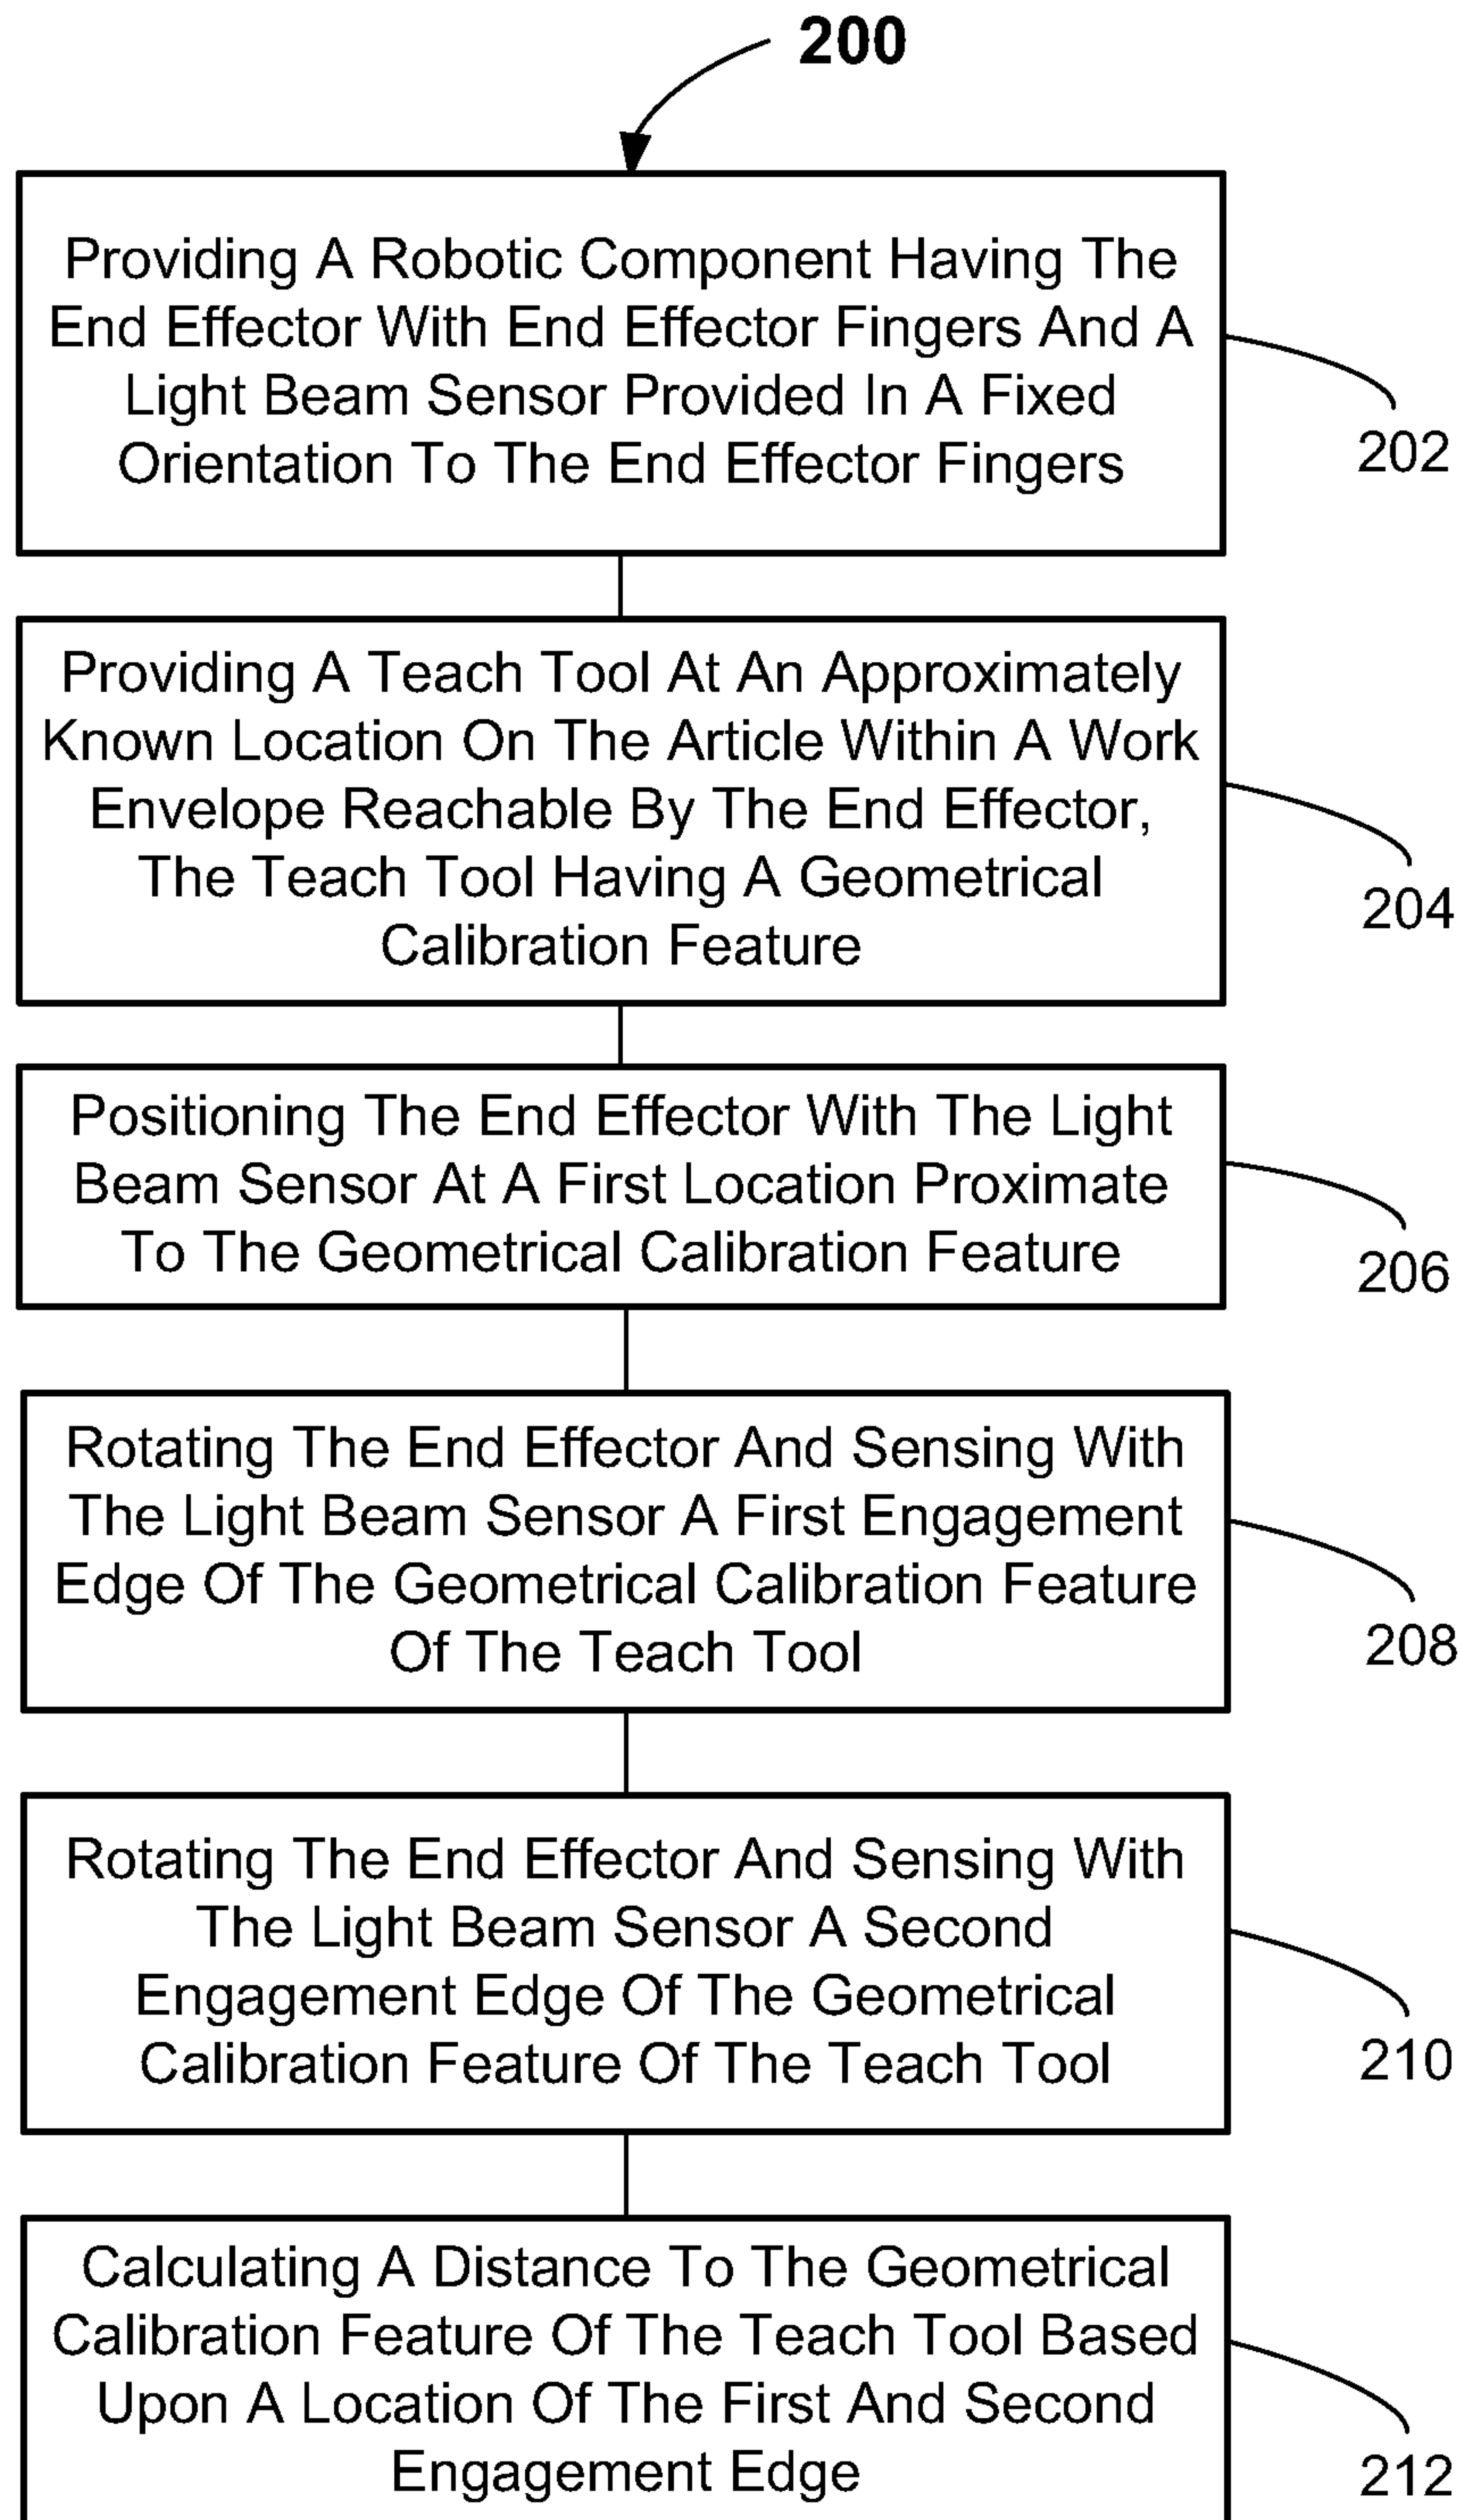 200
Providing A Robotic Component Having The
End Effector With End Effector Fingers And A
Light Beam Sensor Provided In A Fixed
Orientation To The End Effector Fingers
202
Providing A Teach Tool At An Approximately
Known Location On The Article Within A Work
Envelope Reachable By The End Effector,
The Teach Tool Having A Geometrical
Calibration Feature
204
Positioning The End Effector With The Light
Beam Sensor At A First Location Proximate
To The Geometrical Calibration Feature
206
Rotating The End Effector And Sensing With
The Light Beam Sensor A First Engagement
Edge Of The Geometrical Calibration Feature
Of The Teach Tool
208
Rotating The End Effector And Sensing With
The Light Beam Sensor A Second
Engagement Edge Of The Geometrical
Calibration Feature Of The Teach Tool
210
Calculating A Distance To The Geometrical
Calibration Feature Of The Teach Tool Based
Upon A Location Of The First And Second
Engagement Edge
212